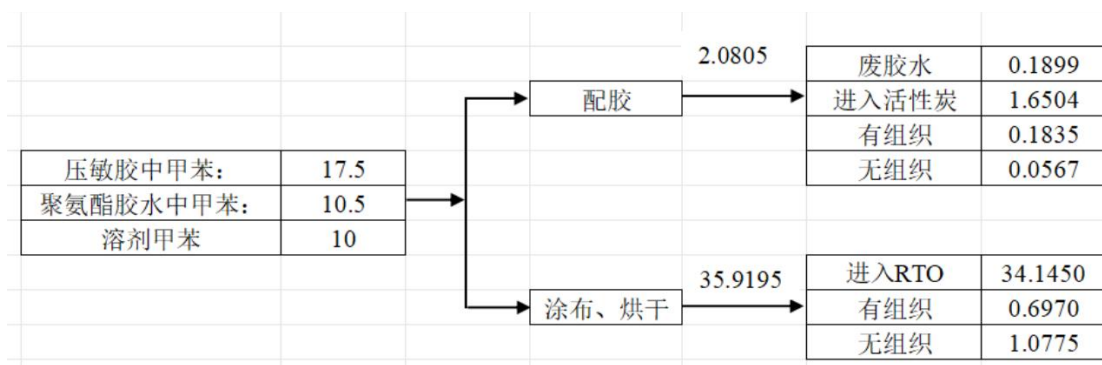 2.0805
废胶水 0.1899
配胶 进入活性炭 1.6504
有组织 0.1835
压敏胶中甲苯: 17.5 无组织 0.0567
聚氨酯胶水中甲苯: 10.5
溶剂甲苯 10
35.9195 进入RTO 34.1450
涂布、烘干 有组织 0.6970
无组织 1.0775